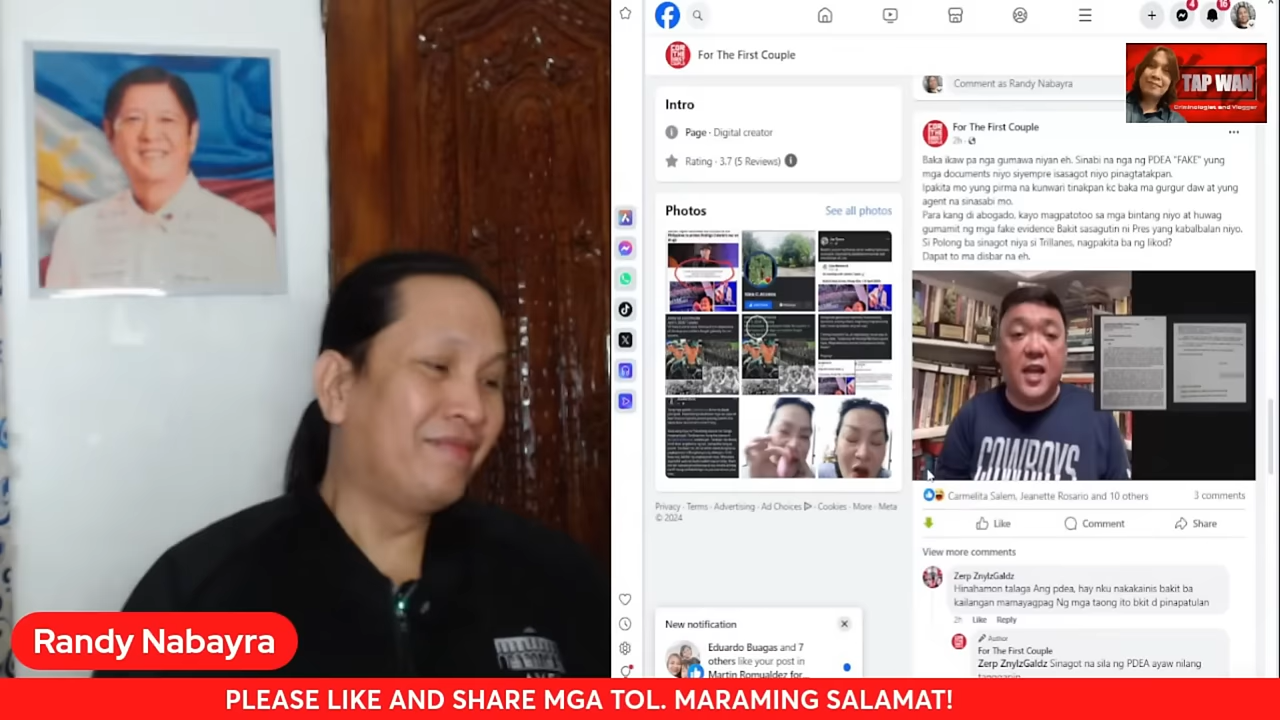 For The First Couple
TAP WAN
Criminologist and Vlogger
Intro
Page · Digital creator
Rating · 3.7 (5 Reviews)
Photos
See all photos
Privacy · Terms · Advertising · Ad Choices · Cookies · More · Meta
© 2024
New notification
Eduardo Buagas and 7
others like your post in
Martin Romualdez for...
Comment as Randy Nabayra
For The First Couple
2h
Baka ikaw pa nga gumawa niyan eh. Sinabi na nga ng PDEA "FAKE" yung
mga documents niyo siyempre isasagot niyo pinagtatakpan.
Ipakita mo yung pirma na kunwari tinakpan kc baka ma gurgur daw at yung
agent na sinasabi mo.
Para kang di abogado, kayo magpatotoo sa mga bintang niyo at huwag
gumamit ng mga fake evidence Bakit sasagutin ni Pres yang kabalbalan niyo.
Si Polong ba sinagot niya si Trillanes, nagpakita ba ng likod?
Dapat to ma disbar na eh.
COWBOYS
Carmelita Salem, Jeanette Rosario and 10 others
3 comments
Like
Comment
Share
View more comments
Zerp ZnylzGaldz
Hinahamon talaga Ang pdea, hay nku nakakainis bakit ba
kailangan mamayagpag Ng mga taong ito bkit d pinapatulan
2h Like Reply
Author
For The First Couple
Zerp ZnylzGaldz Sinagot na sila ng PDEA ayaw nilang
Randy Nabayra
PLEASE LIKE AND SHARE MGA TOL. MARAMING SALAMAT!